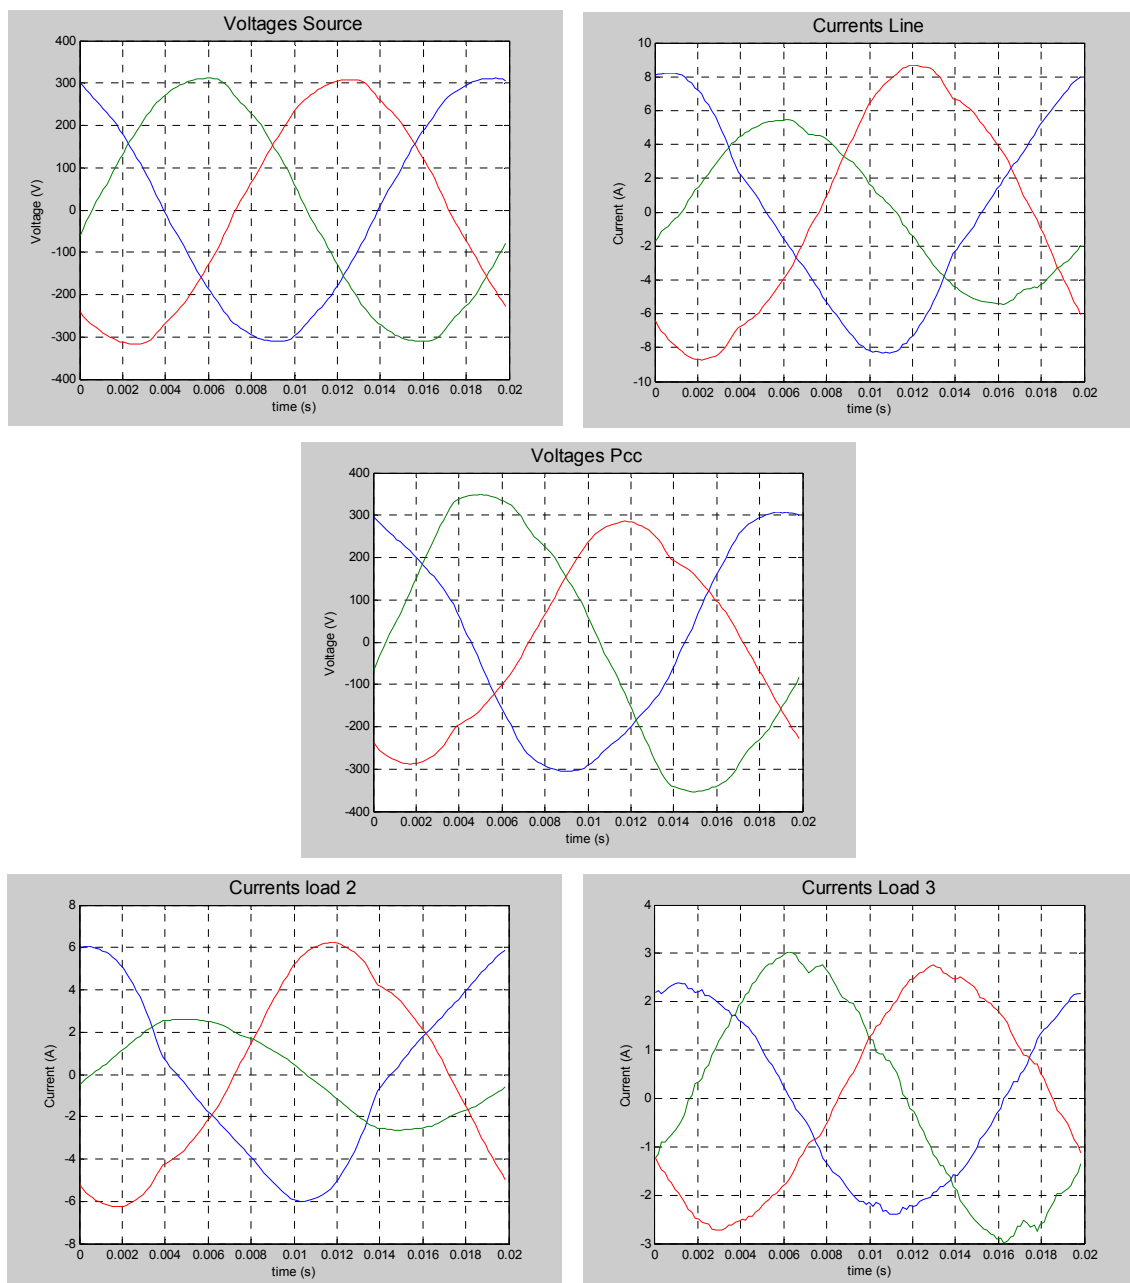 Voltages Source
Voltage (V)
400
300
200
100
0
-100
-200
-300
-400
0 0.002 0.004 0.006 0.008 0.01 0.012 0.014 0.016 0.018 0.02
time (s)
Currents Line
Current (A)
10
8
6
4
2
0
-2
-4
-6
-8
-10
0 0.002 0.004 0.006 0.008 0.01 0.012 0.014 0.016 0.018 0.02
time (s)
Voltages Pcc
Voltage (V)
400
300
200
100
0
-100
-200
-300
-400
0 0.002 0.004 0.006 0.008 0.01 0.012 0.014 0.016 0.018 0.02
time (s)
Currents load 2
Current (A)
8
6
4
2
0
-2
-4
-6
-8
0 0.002 0.004 0.006 0.008 0.01 0.012 0.014 0.016 0.018 0.02
time (s)
Currents Load 3
Current (A)
4
3
2
1
0
-1
-2
-3
0 0.002 0.004 0.006 0.008 0.01 0.012 0.014 0.016 0.018 0.02
time (s)